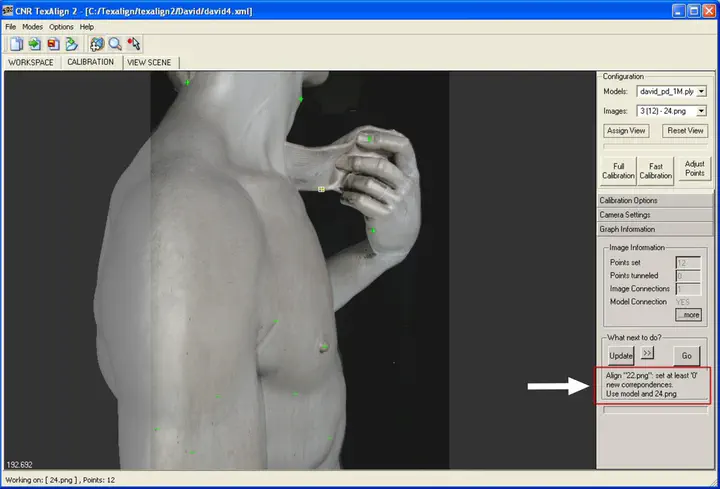 CNR TexAlign 2 - [C:/Texalign/texalign2/David/david4.xml]
File Modes Options Help
WORKSPACE CALIBRATION VIEW SCENE
Configuration
Models: david_pd_1M.ply
Images: 3 (12) - 24.png
Assign View Reset View
Full Calibration Fast Calibration Adjust Points
Calibration Options
Camera Settings
Graph Information
Image Information
Points set 12
Points tunneled 0
Image Connections 1
Model Connection YES
...more
What next to do?
Update >> Go
Align "22.png": set at least '0'
new correpondences.
Use model and 24.png
192.692
Working on: [ 24.png ] , Points: 12